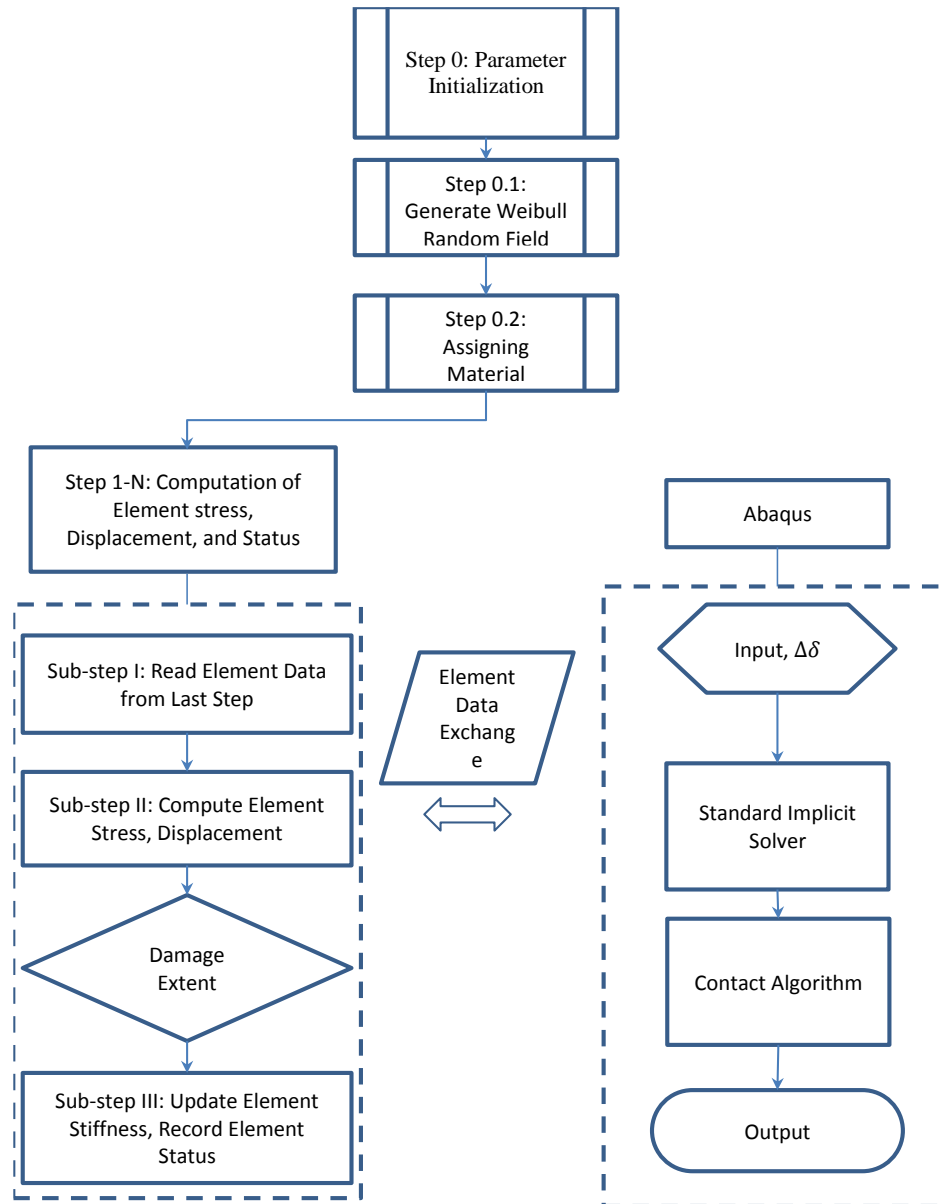 Step 0: Parameter
Initialization
Step 0.1:
Generate Weibull
Random Field
Step 0.2:
Assigning
Material
Step 1-N: Computation of
Element stress,
Displacement, and Status
Sub-step I: Read Element Data
from Last Step
Sub-step II: Compute Element
Stress, Displacement
Damage
Extent
Sub-step III: Update Element
Stiffness, Record Element
Status
Element
Data
Exchang
e
Abaqus
Input, Δδ
Standard Implicit
Solver
Contact Algorithm
Output